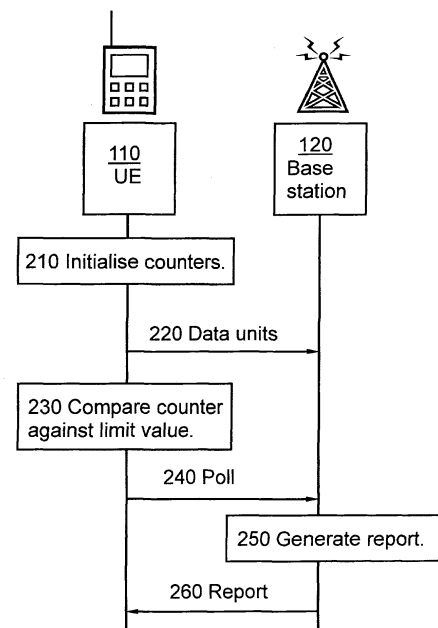 110
UE
120
Base
station
210 Initialise counters.
220 Data units
230 Compare counter
against limit value.
240 Poll
250 Generate report.
260 Report